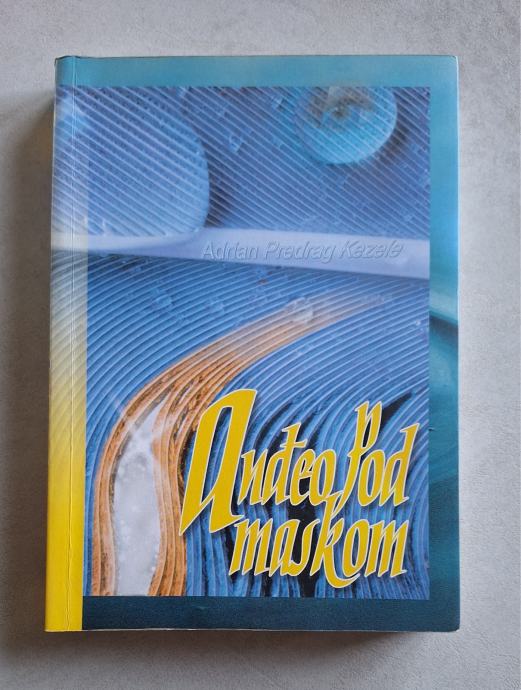 Adrian Predrag Kezele
Anđeo pod
maskom